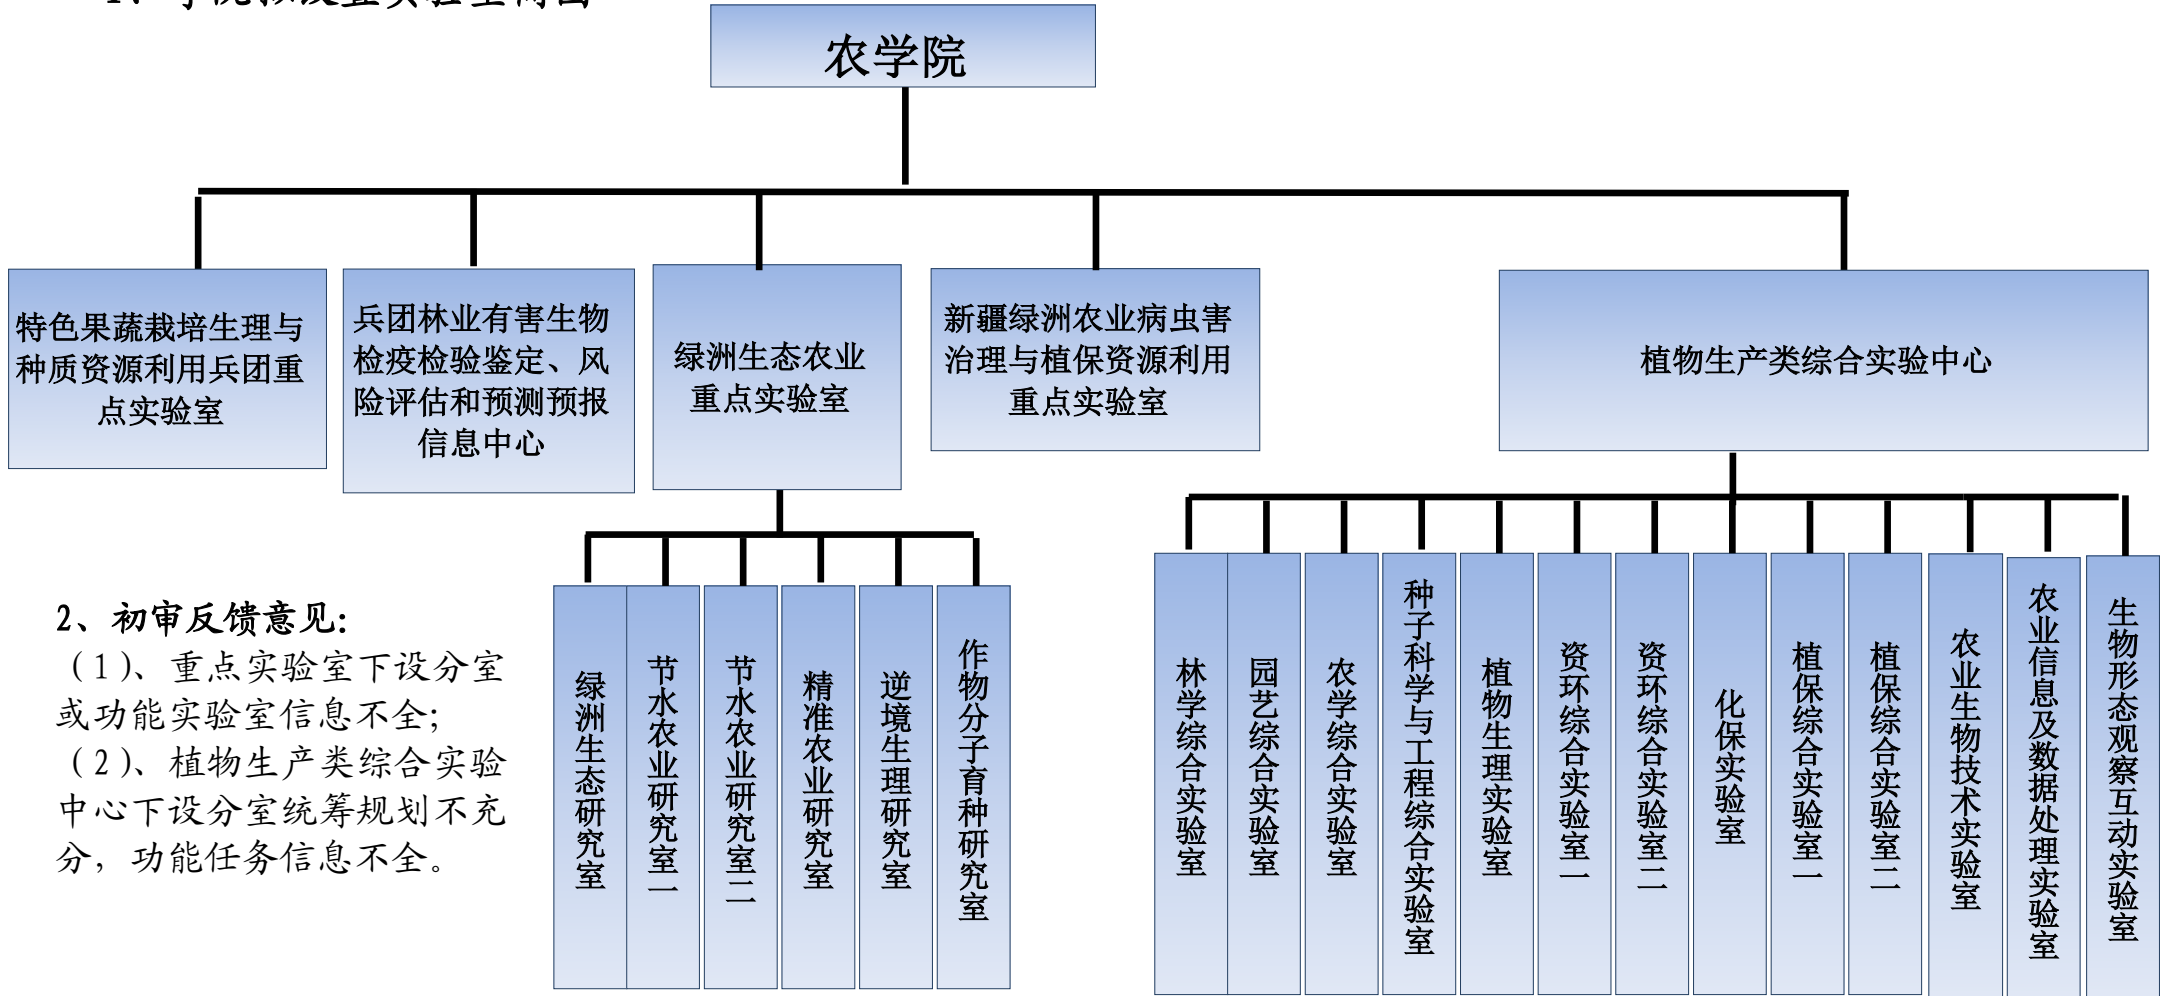 农学院
特色果蔬栽培生理与
种质资源利用兵团重
点实验室
兵团林业有害生物
检疫检验鉴定、风
险评估和预测预报
信息中心
绿洲生态农业
重点实验室
新疆绿洲农业病虫害
治理与植保资源利用
重点实验室
植物生产类综合实验中心
绿洲生态研究室
节水农业研究室一
节水农业研究室二
精准农业研究室
逆境生理研究室
作物分子育种研究室
林学综合实验室
园艺综合实验室
农学综合实验室
种子科学与工程综合实验室
植物生理实验室
资环综合实验室一
资环综合实验室二
化保实验室
植保综合实验室一
植保综合实验室二
农业生物技术实验室
农业信息及数据处理实验室
生物形态观察互动实验室
2、初审反馈意见:
（1）、重点实验室下设分室
或功能实验室信息不全;
（2）、植物生产类综合实验
中心下设分室统筹规划不充
分，功能任务信息不全。